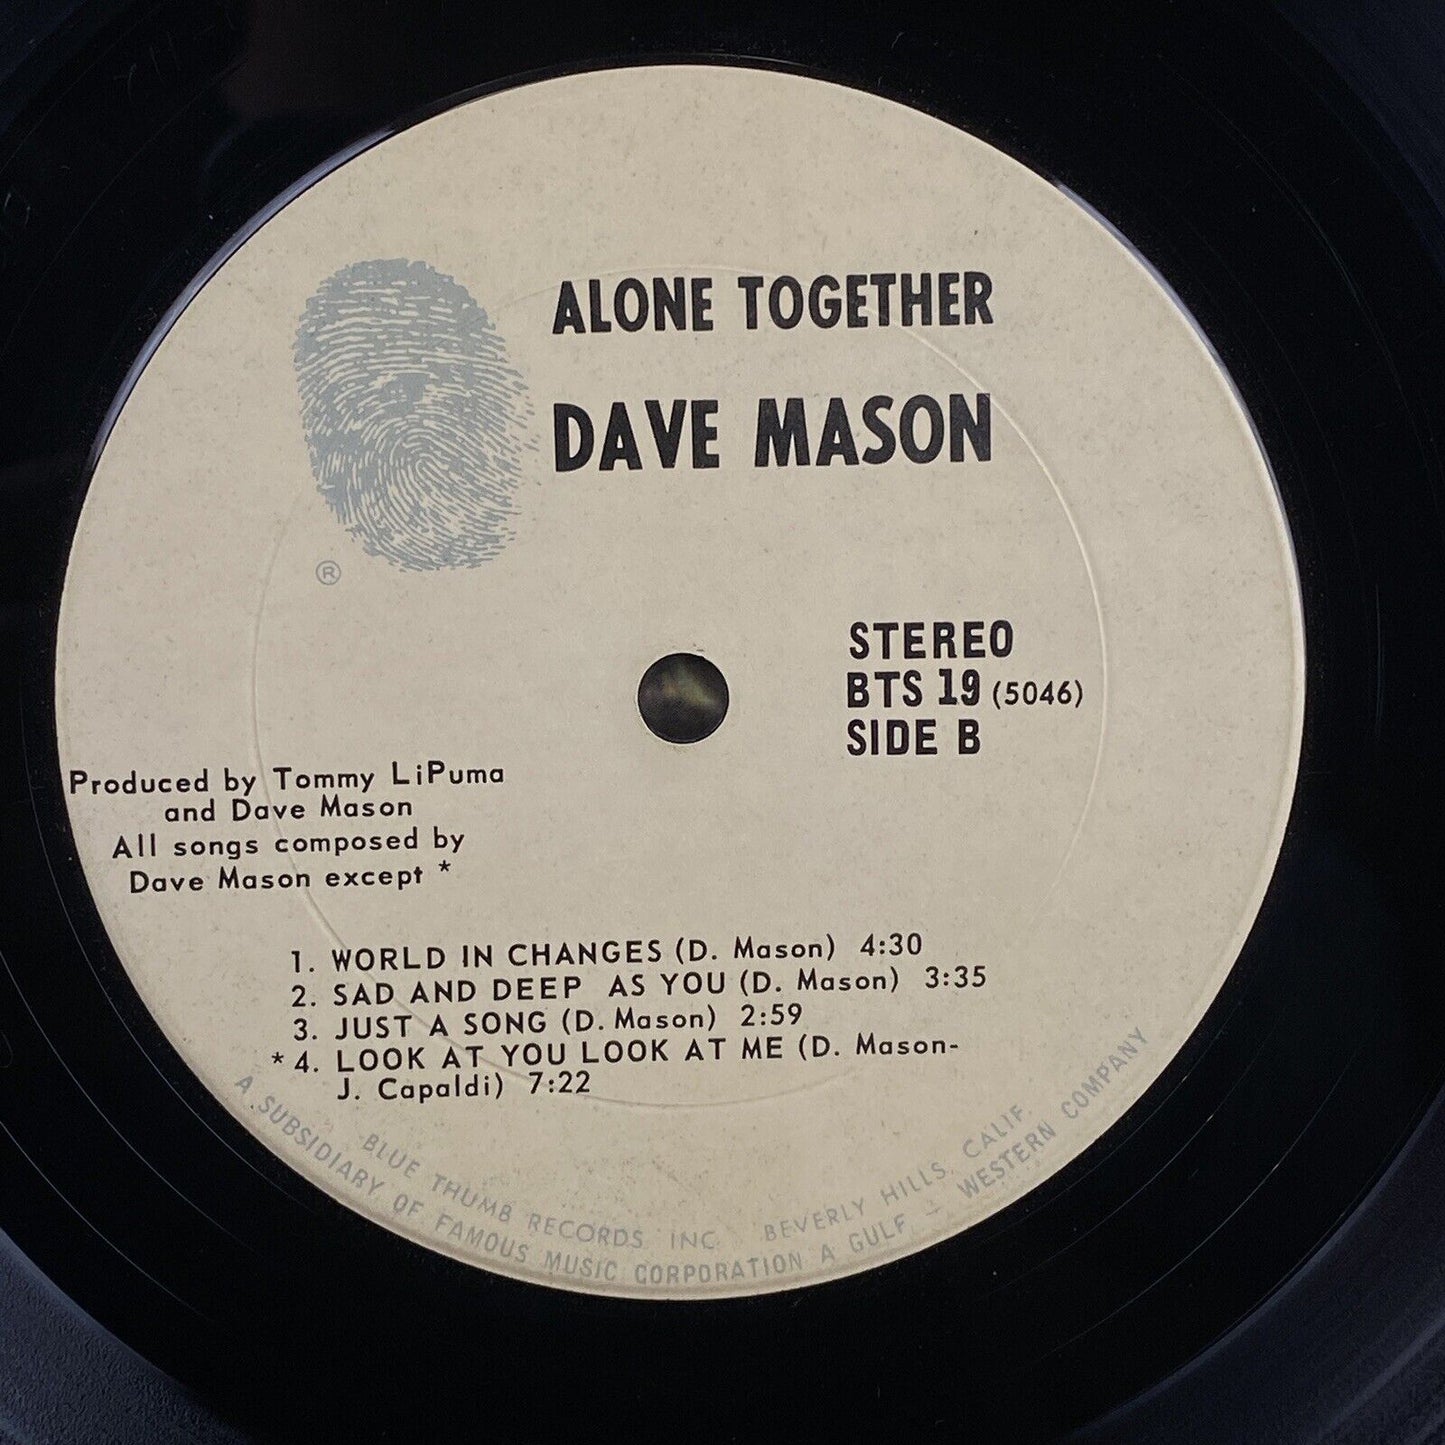 ALONE TOGETHER
DAVE MASON
®
STEREO
BTS 19 (5046)
SIDE B
Produced by Tommy LiPuma
and Dave Mason
All songs composed by
Dave Mason except *
1. WORLD IN CHANGES (D. Mason) 4:30
2. SAD AND DEEP AS YOU (D. Mason) 3:35
3. JUST A SONG (D. Mason) 2:59
* 4. LOOK AT YOU LOOK AT ME (D. Mason-
J. Capaldi) 7:22
BLUE THUMB RECORDS, INC. BEVERLY HILLS, CALIF.
A SUBSIDIARY OF FAMOUS MUSIC CORPORATION A GULF + WESTERN COMPANY